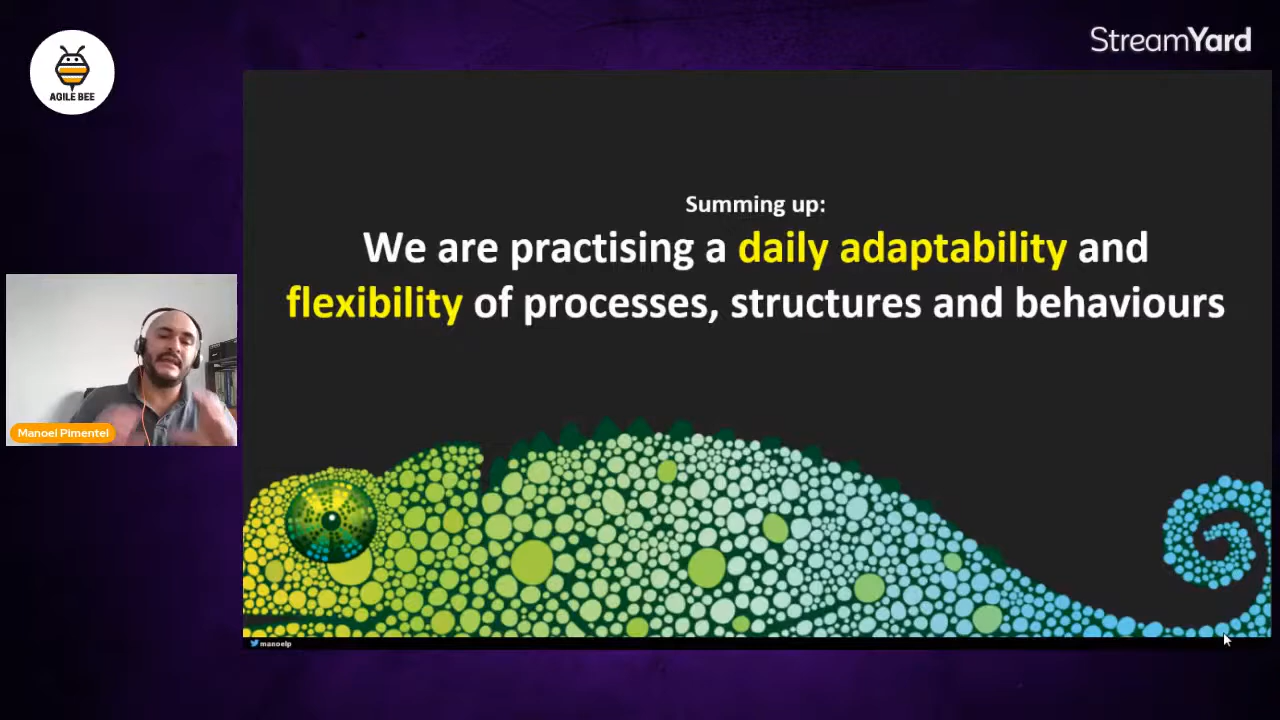 AGILE BEE
StreamYard
Summing up:
We are practising a daily adaptability and
flexibility of processes, structures and behaviours
Manoel Pimentel
manoelp